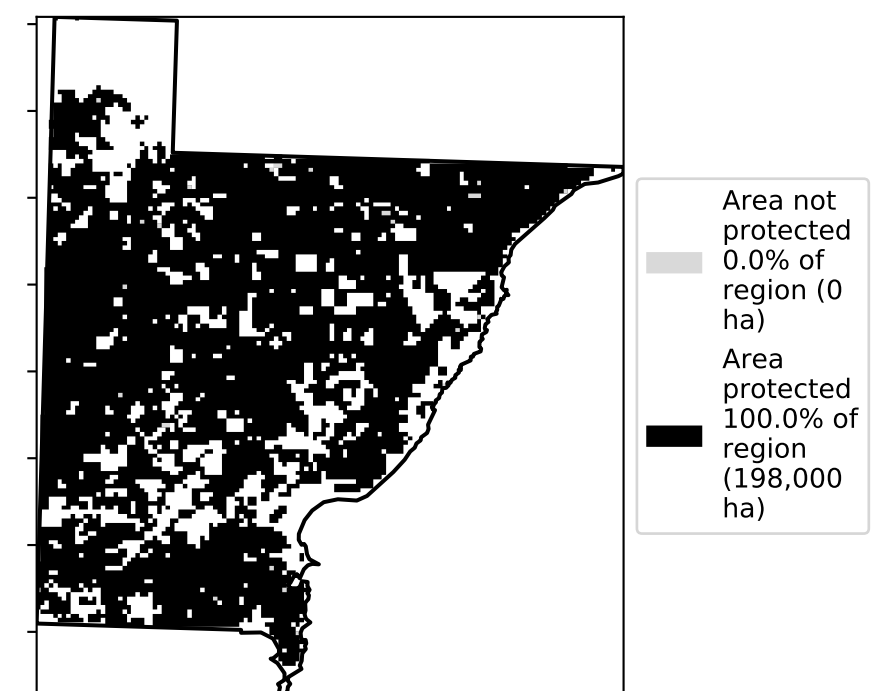 Area not
protected
0.0% of
region (0
ha)
Area
protected
100.0% of
region
(198,000
ha)